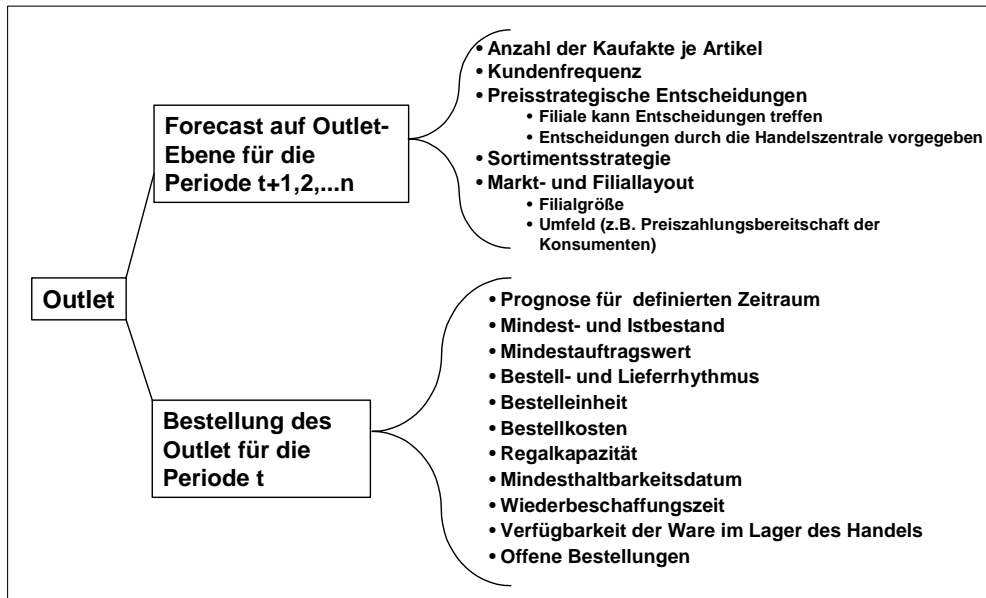 Outlet
Forecast auf Outlet-
Ebene für die
Periode t+1,2,...n
• Anzahl der Kaufakte je Artikel
• Kundenfrequenz
• Preisstrategische Entscheidungen
• Filiale kann Entscheidungen treffen
• Entscheidungen durch die Handelszentrale vorgegeben
• Sortimentsstrategie
• Markt- und Filiallayout
• Filialgröße
• Umfeld (z.B. Preiszahlungsbereitschaft der
Konsumenten)
Bestellung des
Outlet für die
Periode t
• Prognose für definierten Zeitraum
• Mindest- und Istbestand
• Mindestauftragswert
• Bestell- und Lieferrhythmus
• Bestelleinheit
• Bestellkosten
• Regalkapazität
• Mindesthaltbarkeitsdatum
• Wiederbeschaffungszeit
• Verfügbarkeit der Ware im Lager des Handels
• Offene Bestellungen